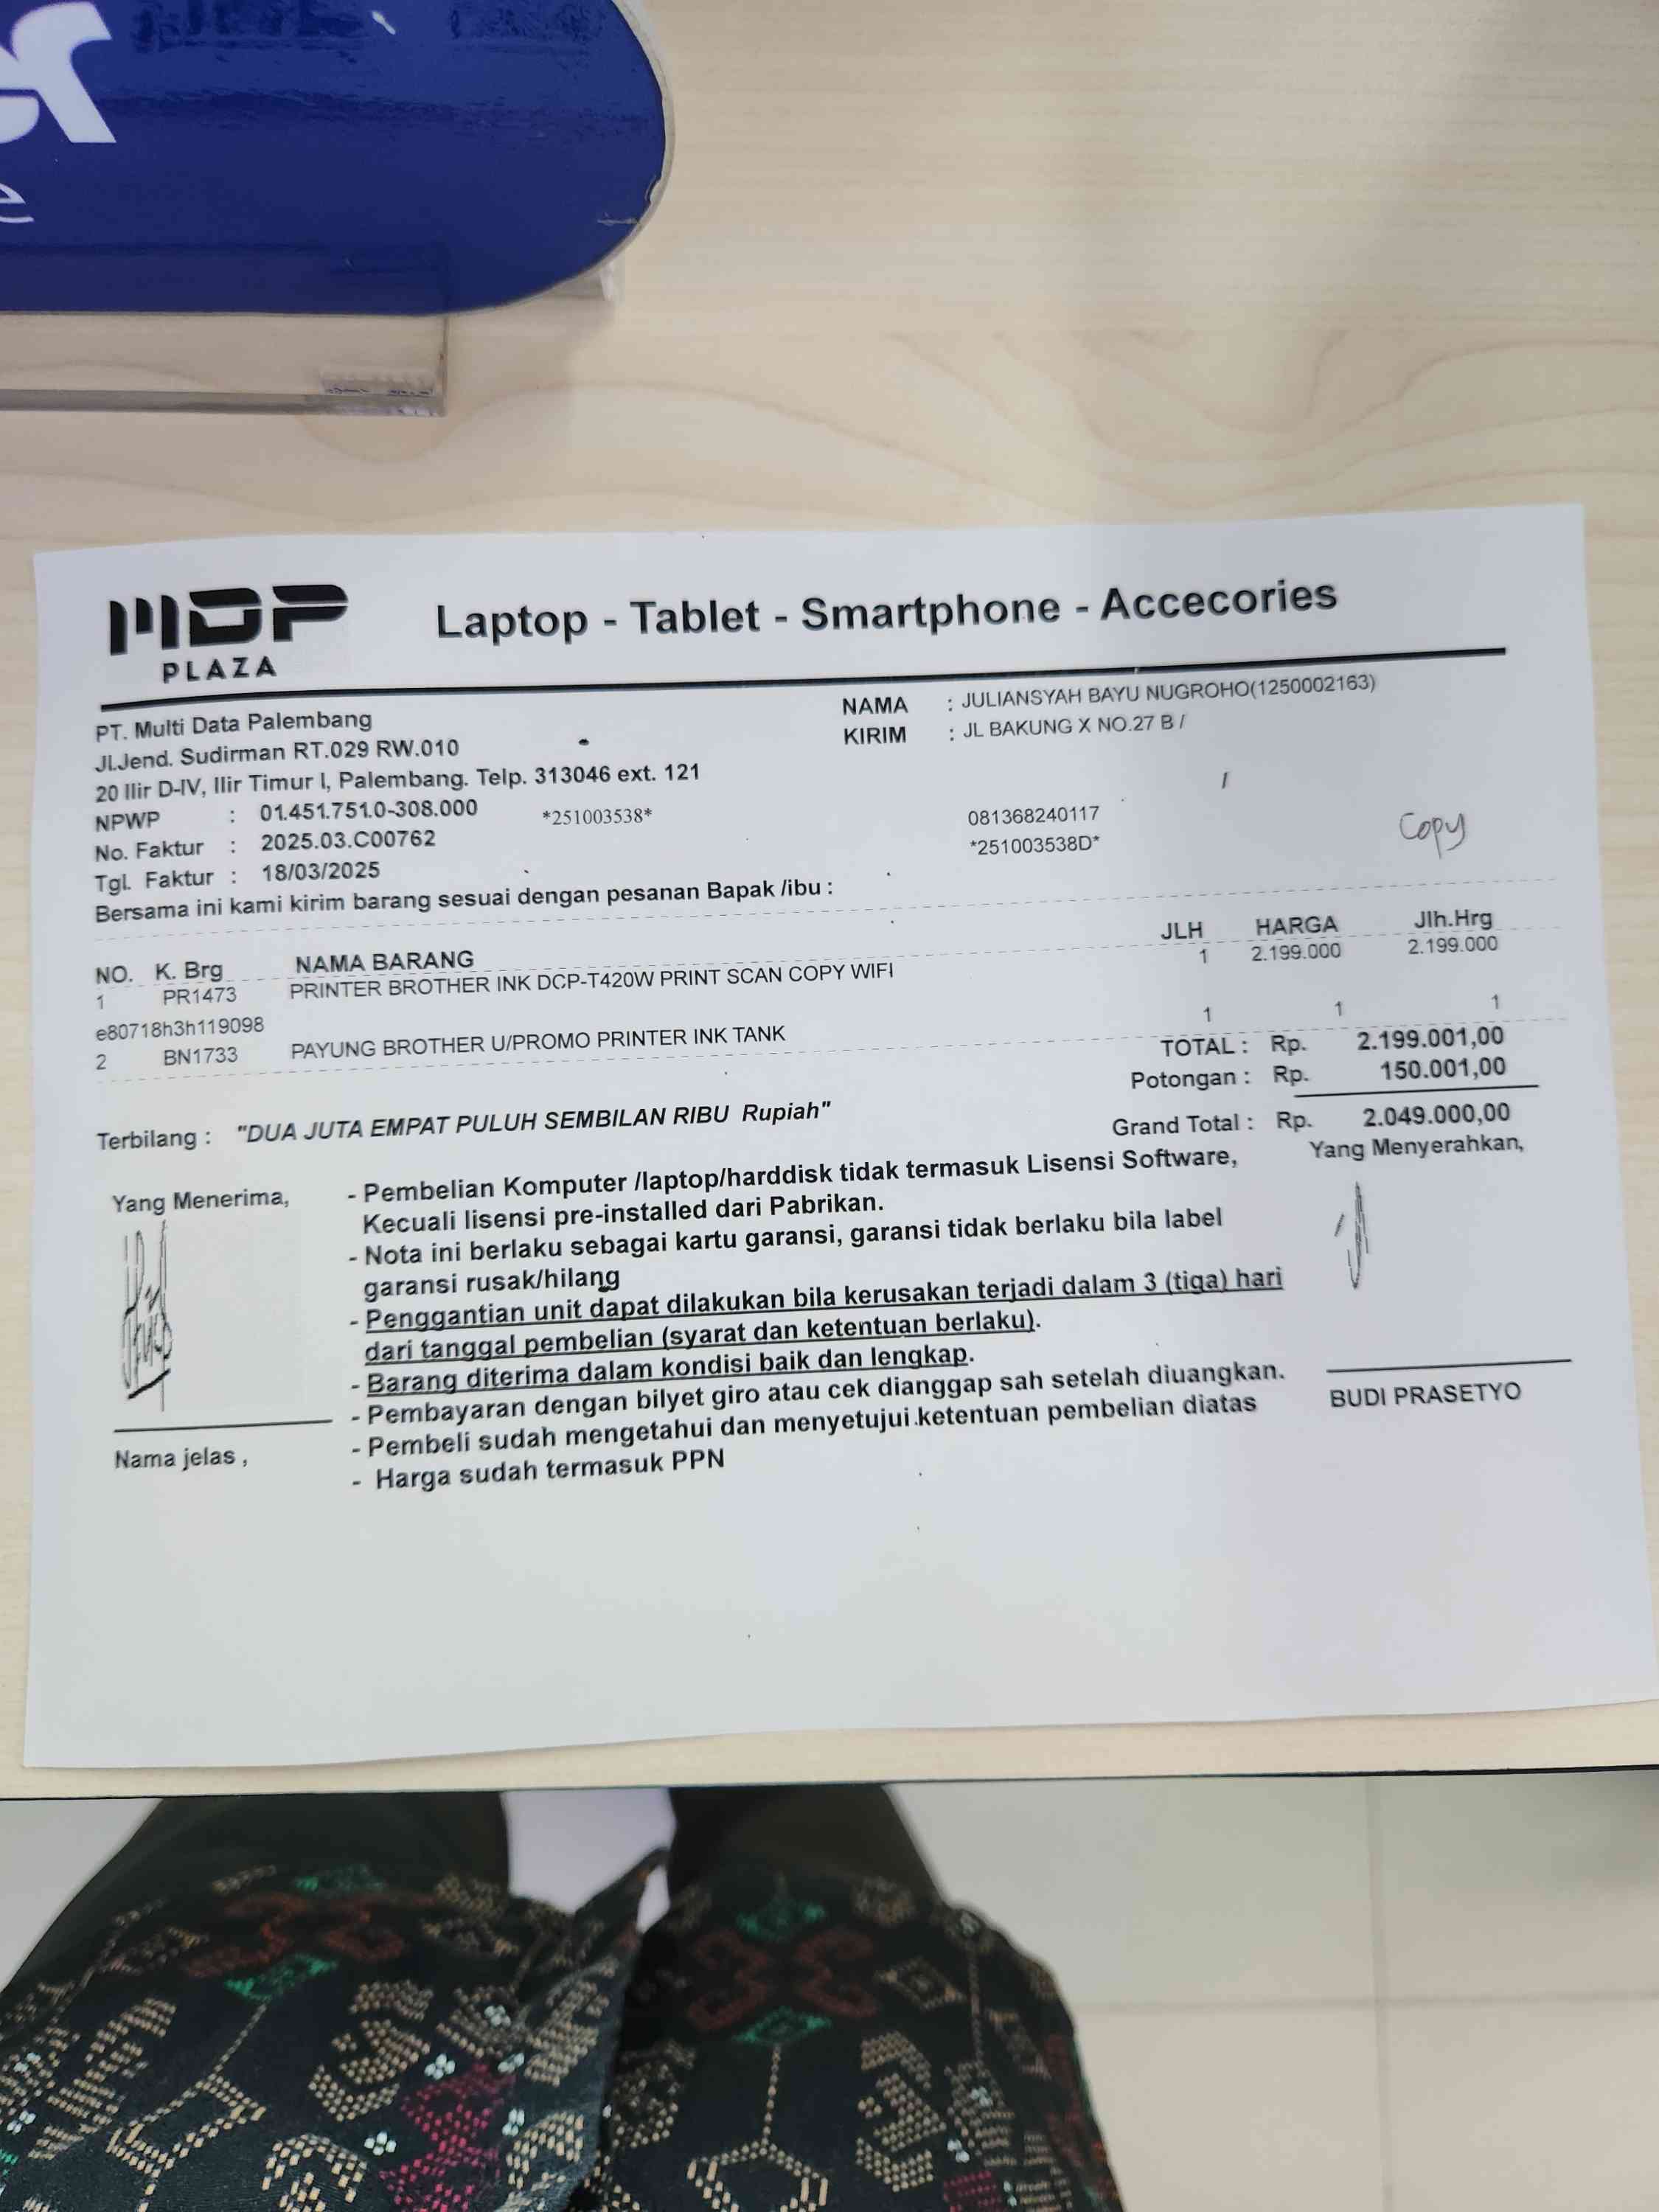 MDP
PLAZA
Laptop - Tablet - Smartphone - Accecories
PT. Multi Data Palembang
Jl.Jend. Sudirman RT.029 RW.010
20 Ilir D-IV, Ilir Timur I, Palembang. Telp. 313046 ext. 121
NPWP : 01.451.751.0-308.000 *251003538*
No. Faktur : 2025.03.C00762
Tgl. Faktur : 18/03/2025
NAMA : JULIANSYAH BAYU NUGROHO(1250002163)
KIRIM : JL BAKUNG X NO.27 B /
/
081368240117
*251003538D*
Copy
Bersama ini kami kirim barang sesuai dengan pesanan Bapak /ibu :
NO. K. Brg NAMA BARANG JLH HARGA Jlh.Hrg
1 PR1473 PRINTER BROTHER INK DCP-T420W PRINT SCAN COPY WIFI 1 2.199.000 2.199.000
e80718h3h119098
2 BN1733 PAYUNG BROTHER U/PROMO PRINTER INK TANK 1 1 1
TOTAL : Rp. 2.199.001,00
Potongan : Rp. 150.001,00
Terbilang : "DUA JUTA EMPAT PULUH SEMBILAN RIBU Rupiah"
Grand Total : Rp. 2.049.000,00
Yang Menerima,
- Pembelian Komputer /laptop/harddisk tidak termasuk Lisensi Software,
Kecuali lisensi pre-installed dari Pabrikan.
- Nota ini berlaku sebagai kartu garansi, garansi tidak berlaku bila label
garansi rusak/hilang
- Penggantian unit dapat dilakukan bila kerusakan terjadi dalam 3 (tiga) hari
dari tanggal pembelian (syarat dan ketentuan berlaku).
- Barang diterima dalam kondisi baik dan lengkap.
- Pembayaran dengan bilyet giro atau cek dianggap sah setelah diuangkan.
- Pembeli sudah mengetahui dan menyetujui ketentuan pembelian diatas
- Harga sudah termasuk PPN
Nama jelas ,
Yang Menyerahkan,
BUDI PRASETYO